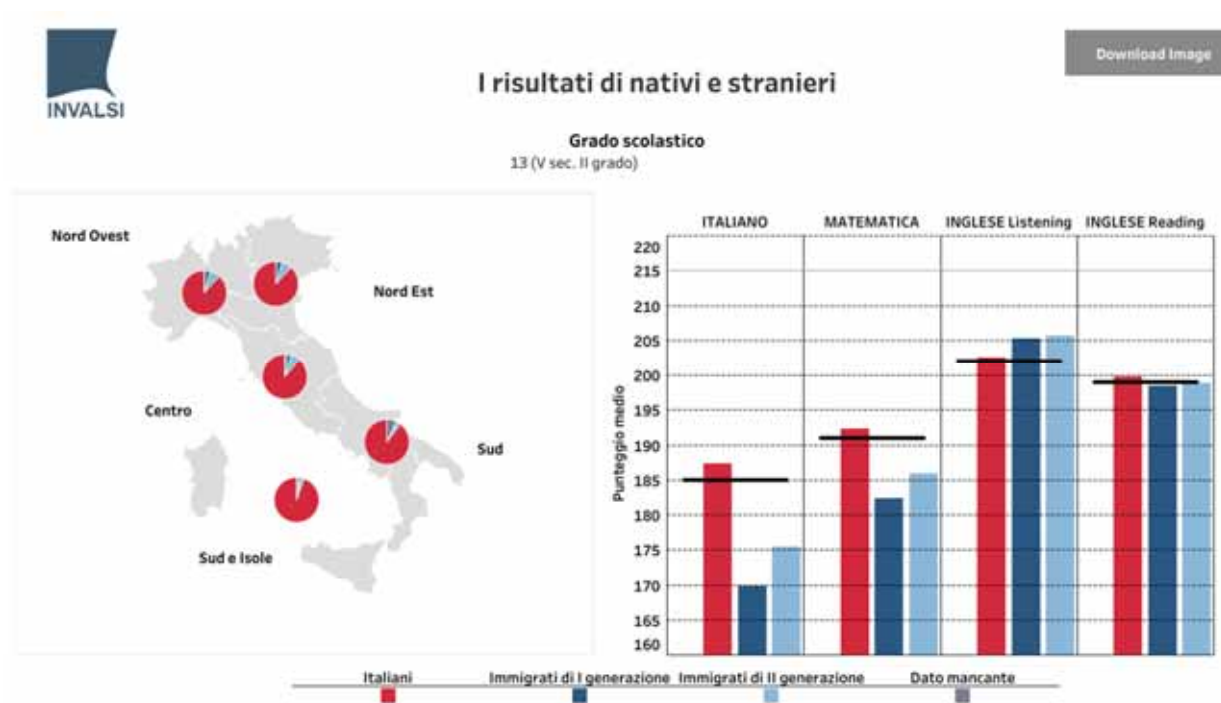 INVALSI
Download Image
I risultati di nativi e stranieri
Grado scolastico
13 (V sec. II grado)
Nord Ovest
Nord Est
Centro
Sud
Sud e Isole
ITALIANO MATEMATICA INGLESE Listening INGLESE Reading
Punteggio medio
220
215
210
205
200
195
190
185
180
175
170
165
160
Italiani Immigrati di I generazione Immigrati di II generazione Dato mancante